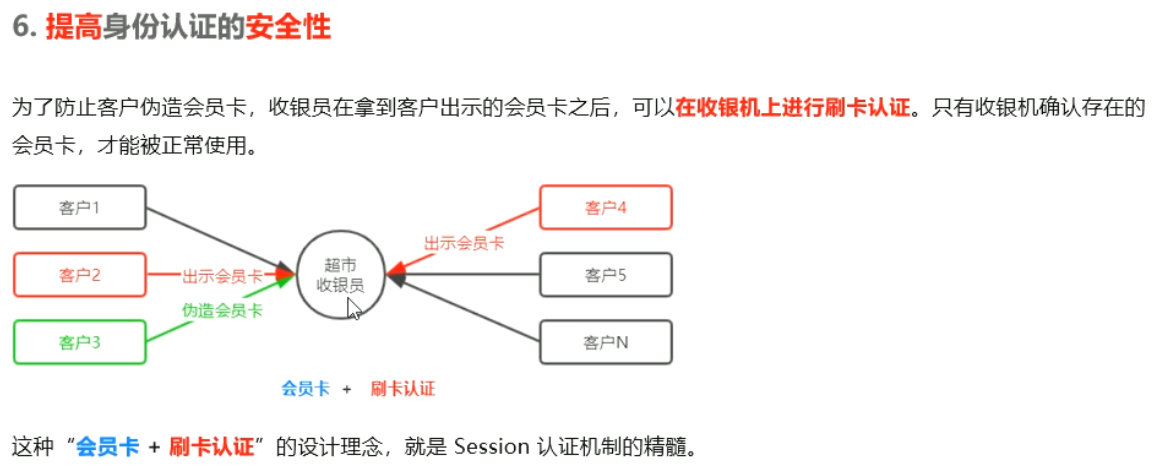 6. 提高身份认证的安全性
为了防止客户伪造会员卡，收银员在拿到客户出示的会员卡之后，可以在收银机上进行刷卡认证。只有收银机确认存在的
会员卡，才能被正常使用。
客户1
客户4
出示会员卡
超市
收银员
客户2
出示会员卡
客户5
伪造会员卡
客户3
客户N
会员卡 + 刷卡认证
这种“会员卡 + 刷卡认证”的设计理念，就是 Session 认证机制的精髓。